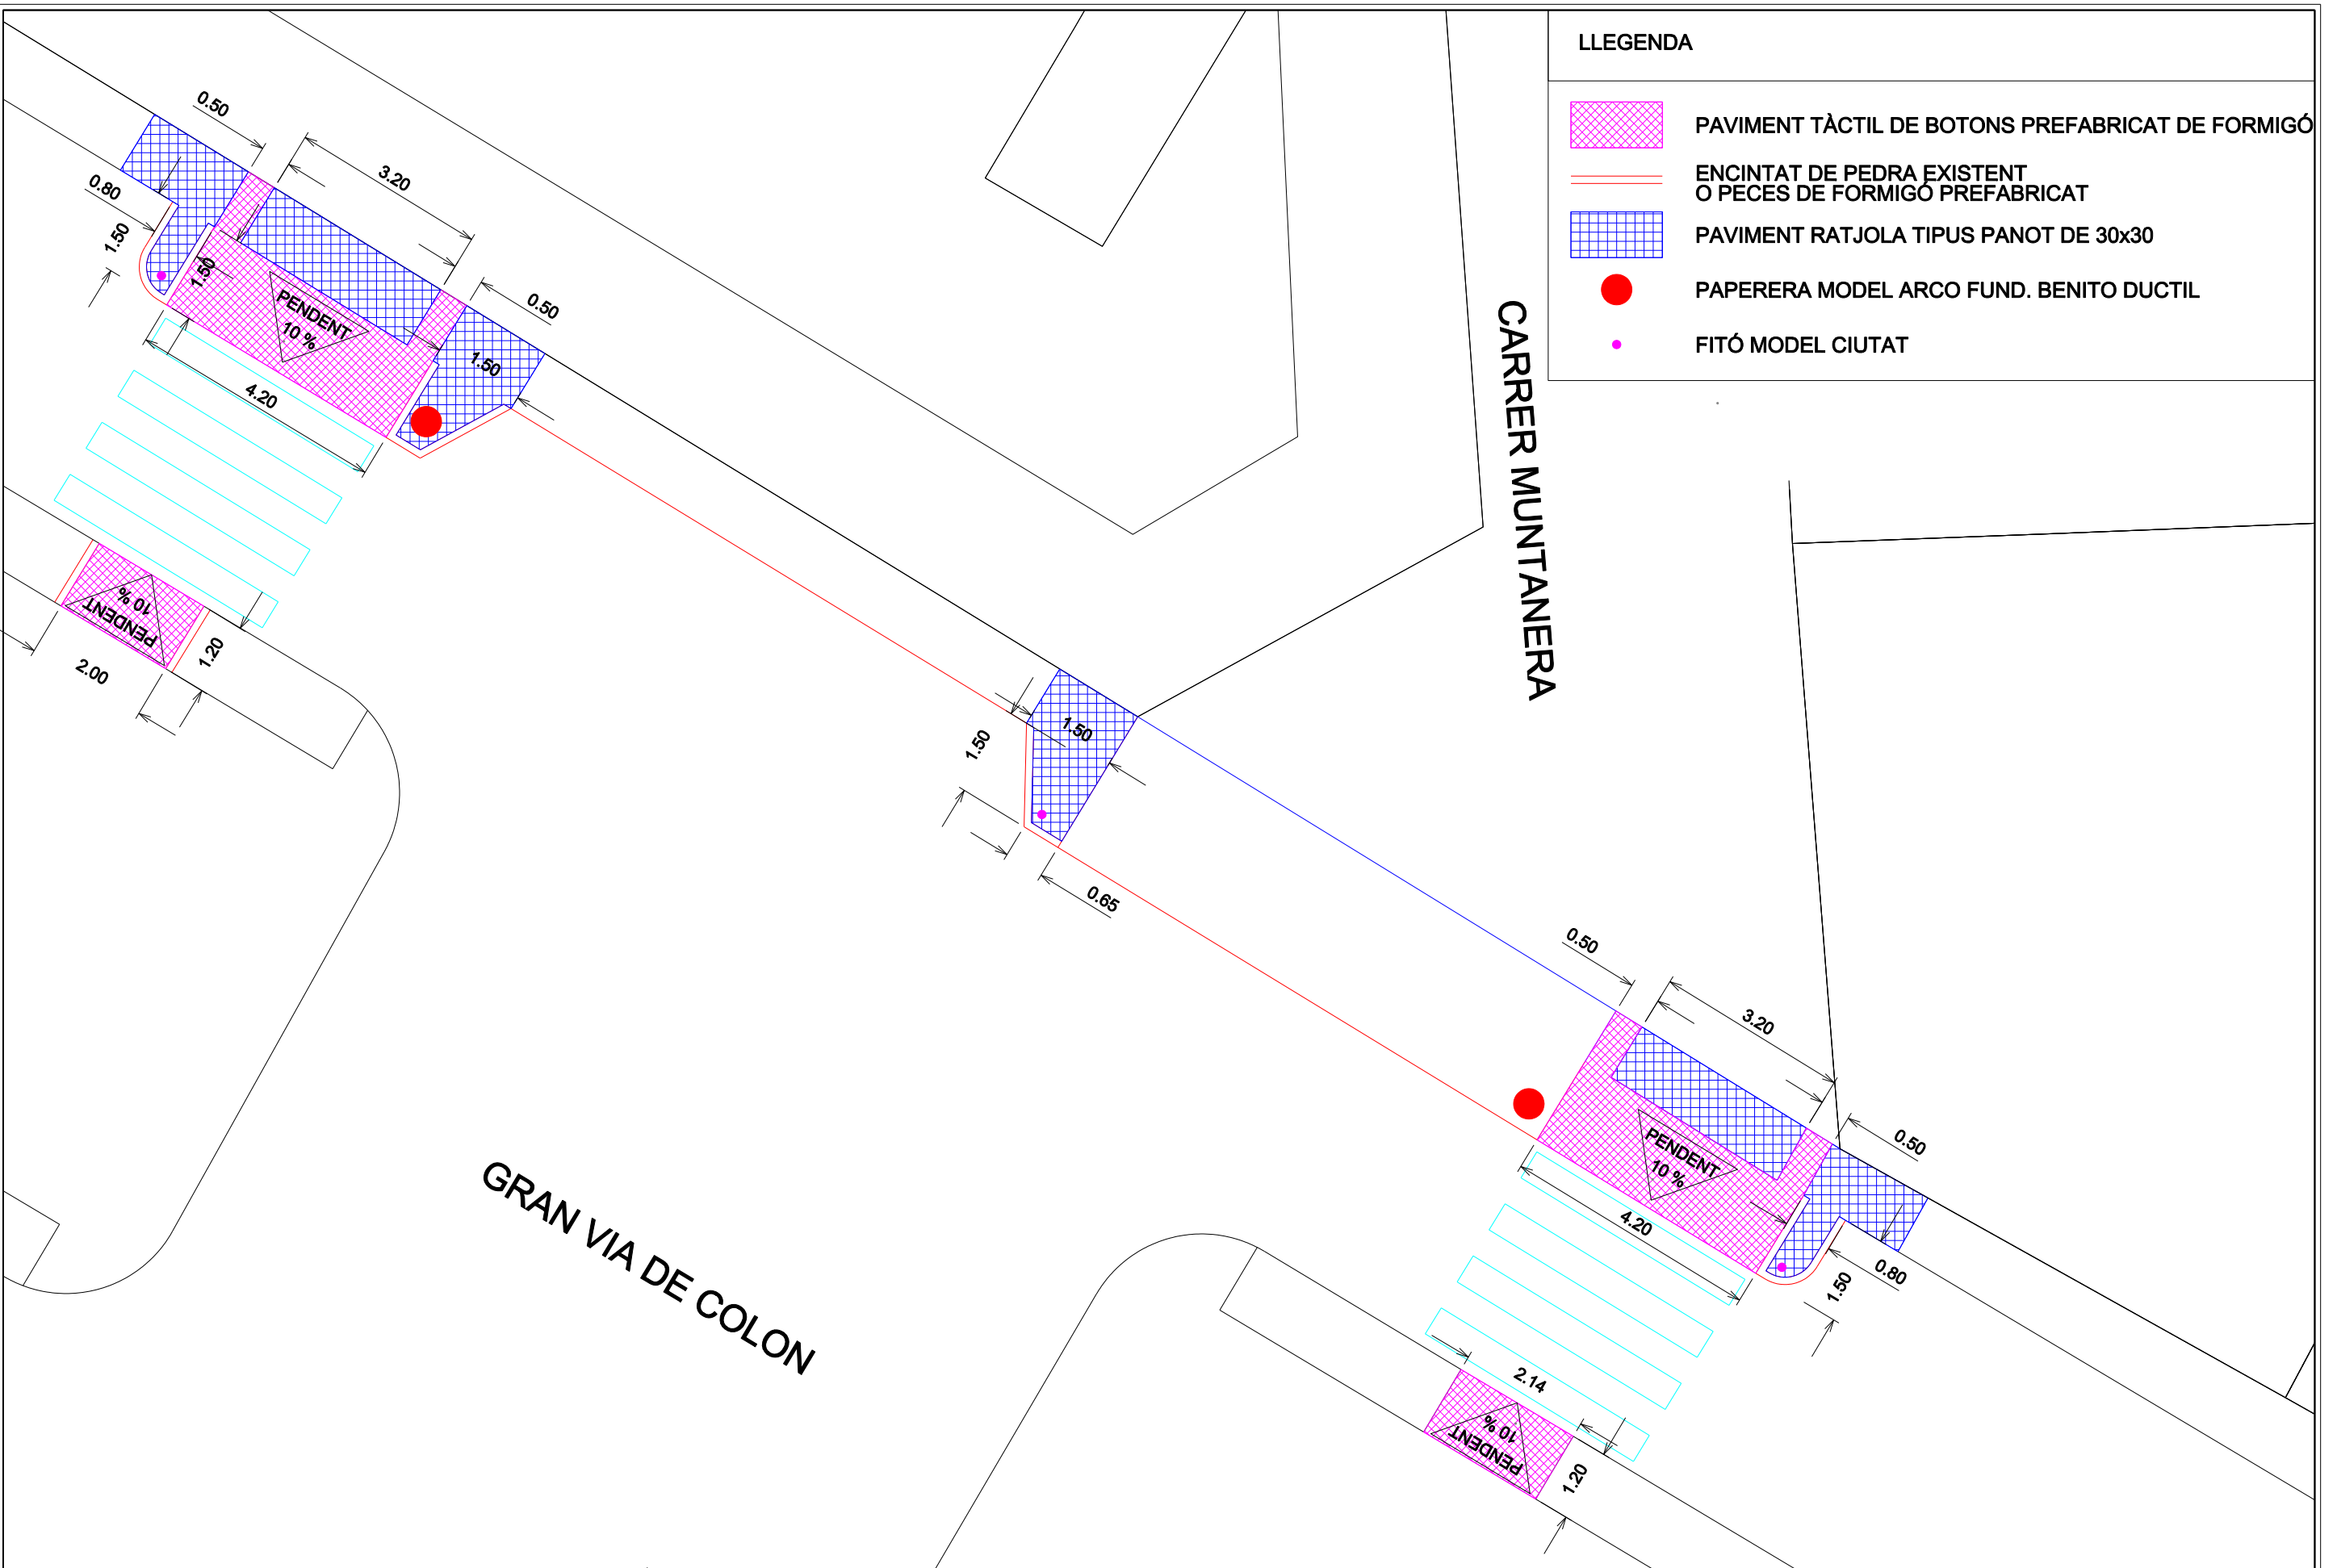 LLEGENDA
PAVIMENT TÀCTIL DE BOTONS PREFABRICAT DE FORMIGÓ
ENCINTAT DE PEDRA EXISTENT
O PECES DE FORMIGÓ PREFABRICAT
PAVIMENT RATJOLA TIPUS PANOT DE 30x30
PAPERERA MODEL ARCO FUND. BENITO DUCTIL
FITÓ MODEL CIUTAT
0.50
3.20
0.80
1.50
1.50
0.50
PENDENT
10 %
1.50
4.20
10 %
PENDENT
1.20
2.00
CARRER MUNTANERA
1.50
1.50
0.65
0.50
3.20
PENDENT
10 %
0.50
4.20
0.80
1.50
GRAN VIA DE COLON
2.14
10 %
PENDENT
1.20